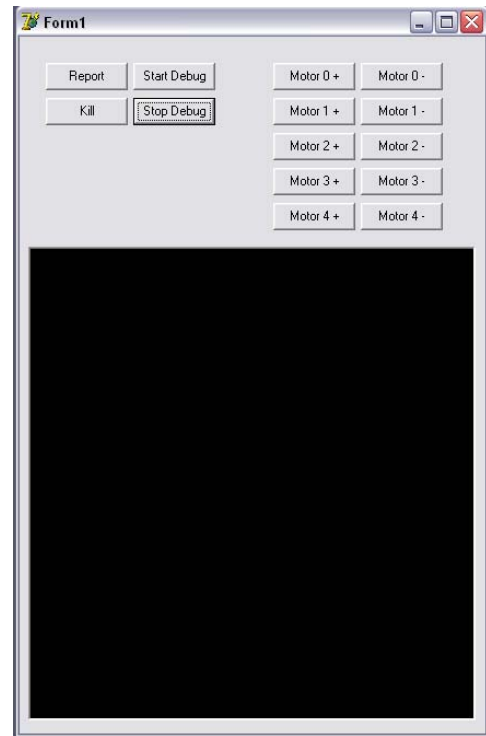 Form1
Report Start Debug Motor 0 + Motor 0 -
Kill Stop Debug Motor 1 + Motor 1 -
Motor 2 + Motor 2 -
Motor 3 + Motor 3 -
Motor 4 + Motor 4 -